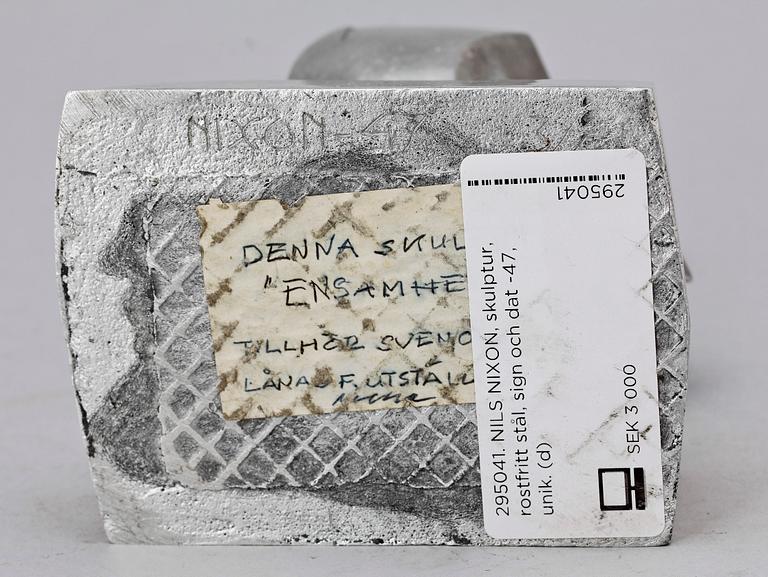 NIXON-47
DENNA SKUL
"ENSAMHE
TILLHÖR SVEND
LÅNAS F. UTSTÄLL
295041
295041. NILS NIXON, skulptur,
rostfritt stål, sign och dat -47,
unik. (d)
SEK 3 000